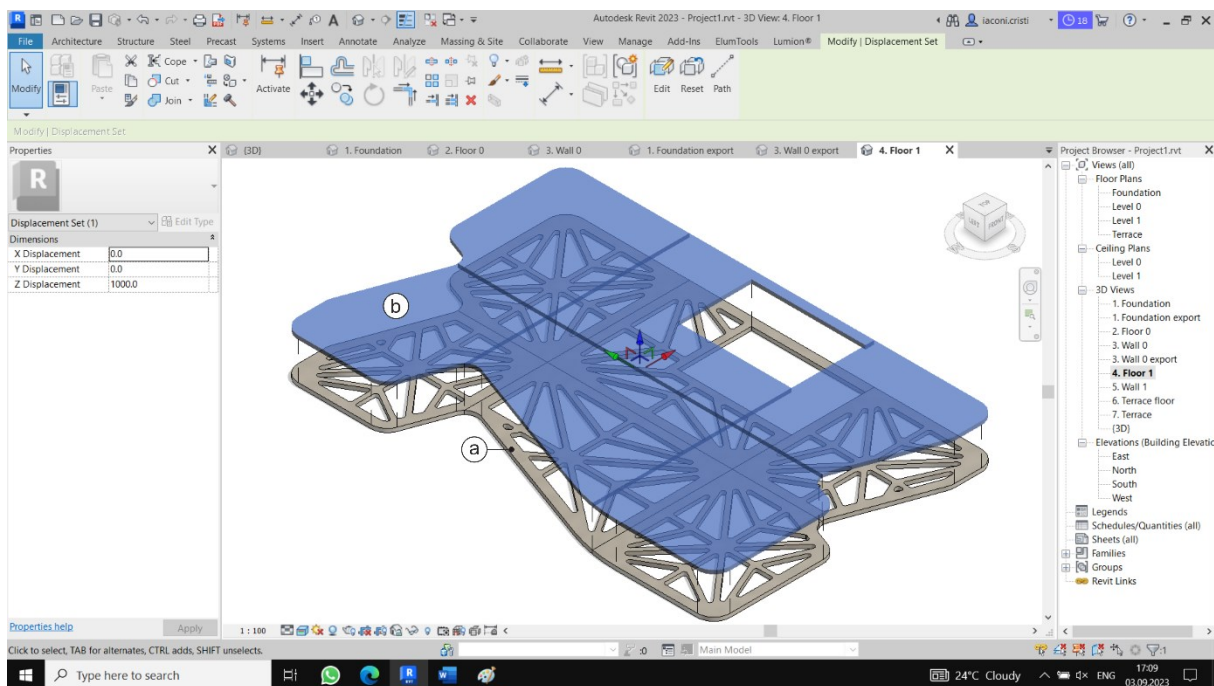 Autodesk Revit 2023 - Project1.rvt - 3D View: 4. Floor 1
iaconi.cristi
18
File Architecture Structure Steel Precast Systems Insert Annotate Analyze Massing & Site Collaborate View Manage Add-Ins ElumTools Lumion® Modify | Displacement Set
Modify
Paste
Cope
Cut
Join
Activate
Edit Reset Path
Modify | Displacement Set
Properties
R
Displacement Set (1)
Edit Type
Dimensions
X Displacement 0.0
Y Displacement 0.0
Z Displacement 1000.0
Properties help
Apply
{3D} 1. Foundation 2. Floor 0 3. Wall 0 1. Foundation export 3. Wall 0 export 4. Floor 1
TOP
LEFT FRONT
b
a
1 : 100
Project Browser - Project1.rvt
Views (all)
Floor Plans
Foundation
Level 0
Level 1
Terrace
Ceiling Plans
Level 0
Level 1
3D Views
1. Foundation
1. Foundation export
2. Floor 0
3. Wall 0
3. Wall 0 export
4. Floor 1
5. Wall 1
6. Terrace floor
7. Terrace
{3D}
Elevations (Building Elevatio
East
North
South
West
Legends
Schedules/Quantities (all)
Sheets (all)
Families
Groups
Revit Links
Click to select, TAB for alternates, CTRL adds, SHIFT unselects.
:0
Main Model
:1
Type here to search
24°C Cloudy
ENG
17:09
03.09.2023